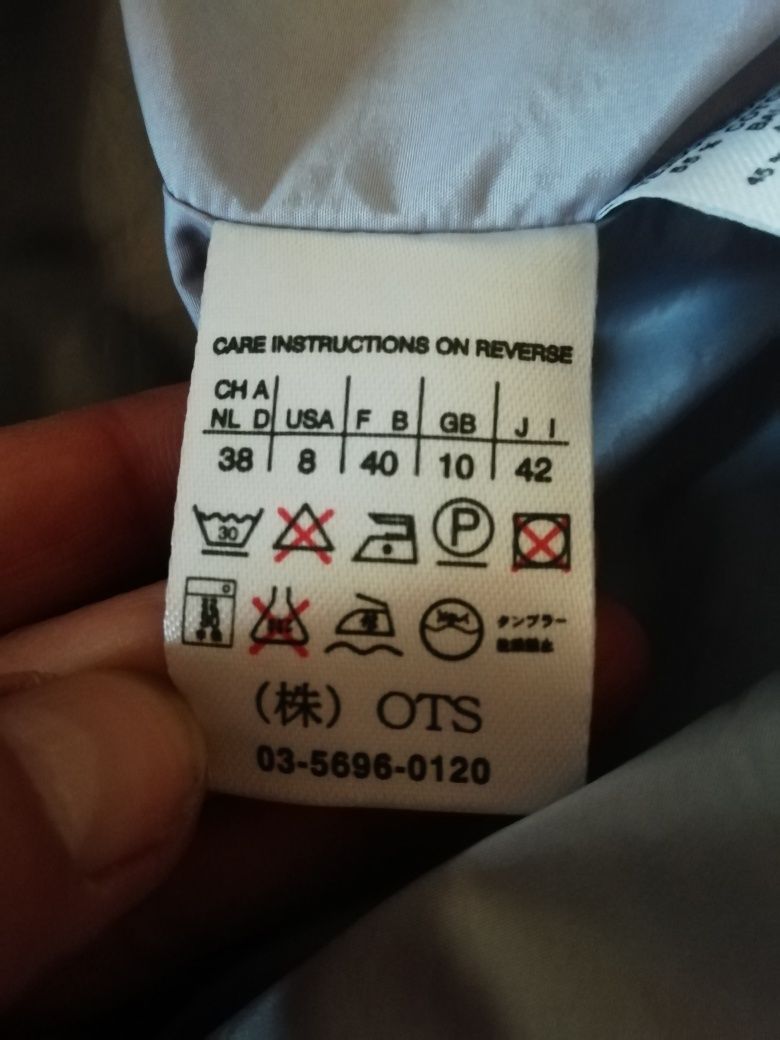 CARE INSTRUCTIONS ON REVERSE
CH A
NL D USA F B GB J I
38 8 40 10 42
30 P
タンブラー
(株) OTS
03-5696-0120